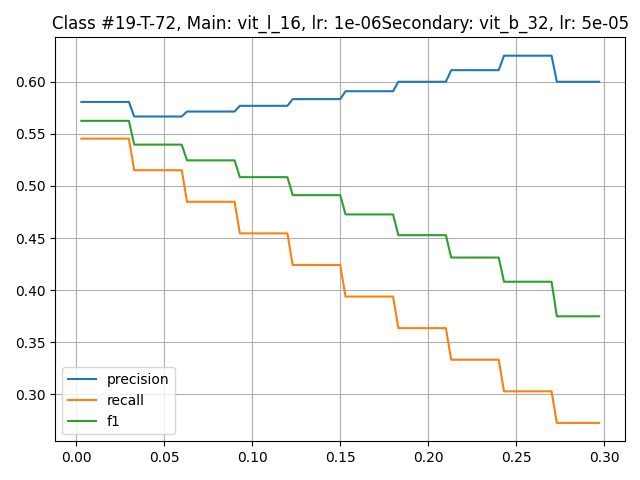 Class #19-T-72, Main: vit_l_16, lr: 1e-06Secondary: vit_b_32, lr: 5e-05
0.60
0.55
0.50
0.45
0.40
0.35
0.30
precision
recall
f1
0.00 0.05 0.10 0.15 0.20 0.25 0.30